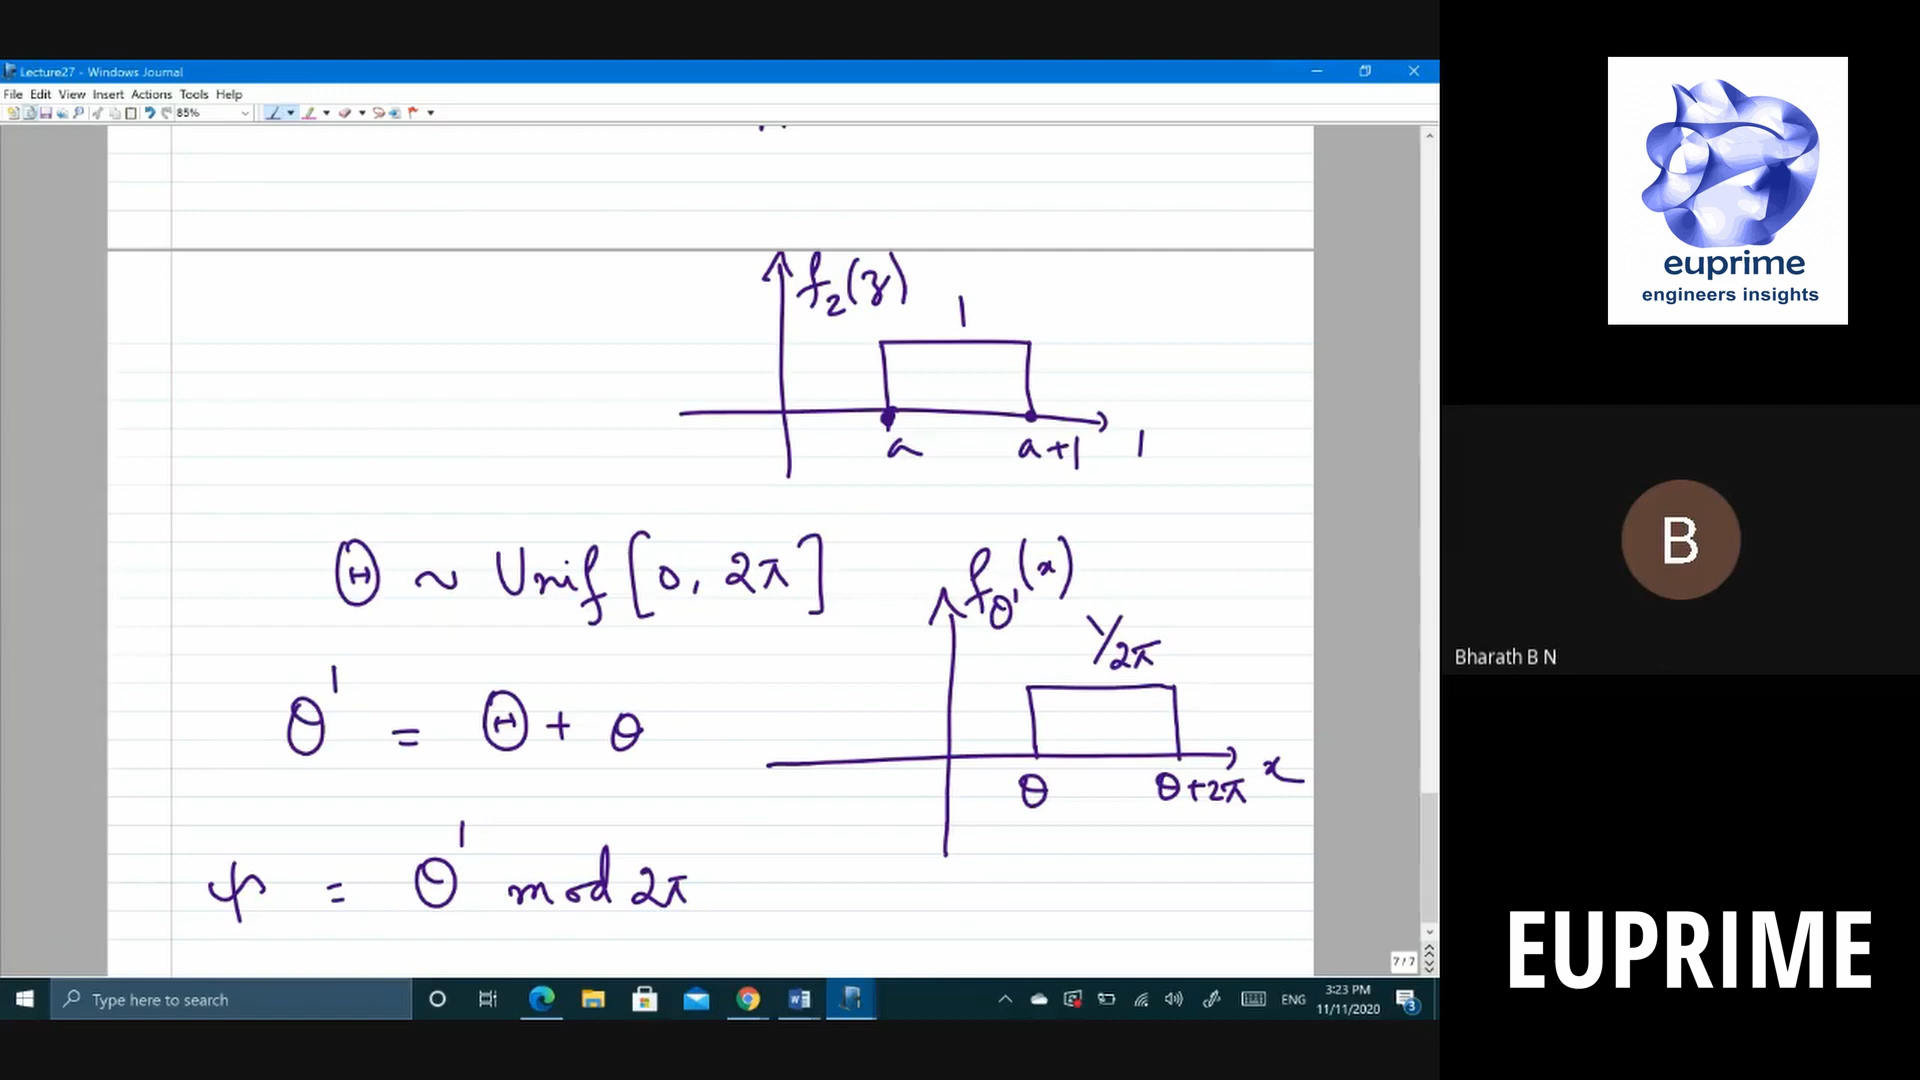 Lecture27 - Windows Journal
File Edit View Insert Actions Tools Help
85%
f₂(z)
1
a a+1 1
Θ ~ Unif [0, 2π]
f_θ'(x)
1/2π
θ' = Θ + θ
θ θ+2π x
ψ = θ' mod 2π
7 / 7
Type here to search
ENG
3:23 PM
11/11/2020
3
euprime
engineers insights
B
Bharath B N
EUPRIME